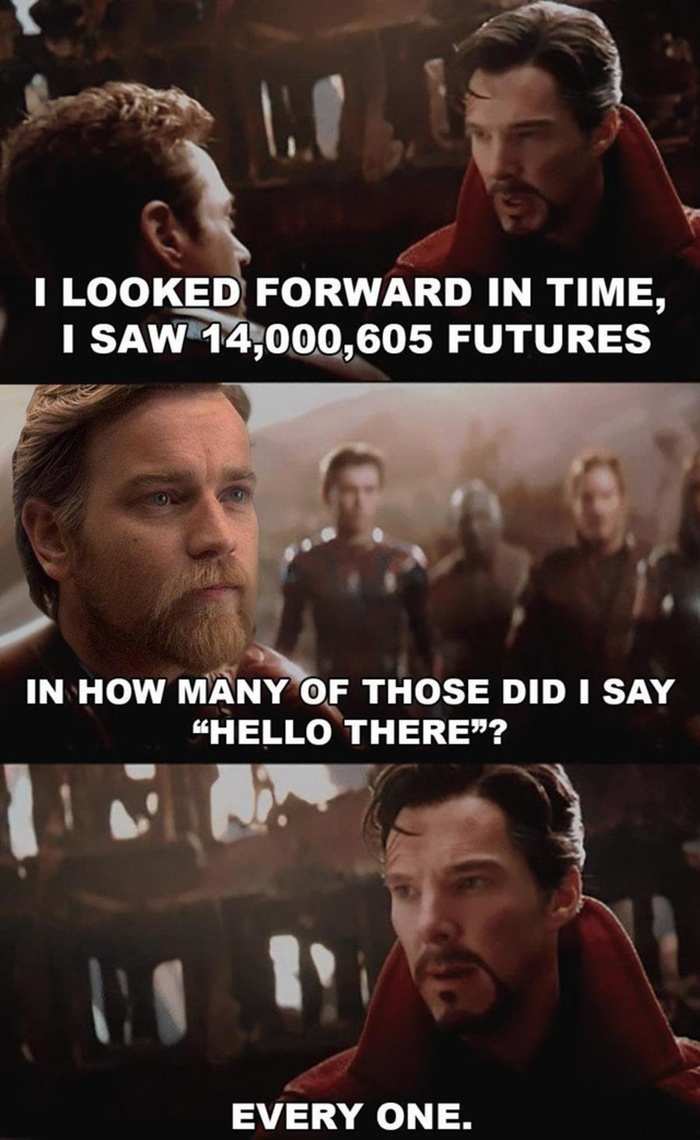 I LOOKED FORWARD IN TIME,
I SAW 14,000,605 FUTURES
IN HOW MANY OF THOSE DID I SAY
“HELLO THERE”?
EVERY ONE.